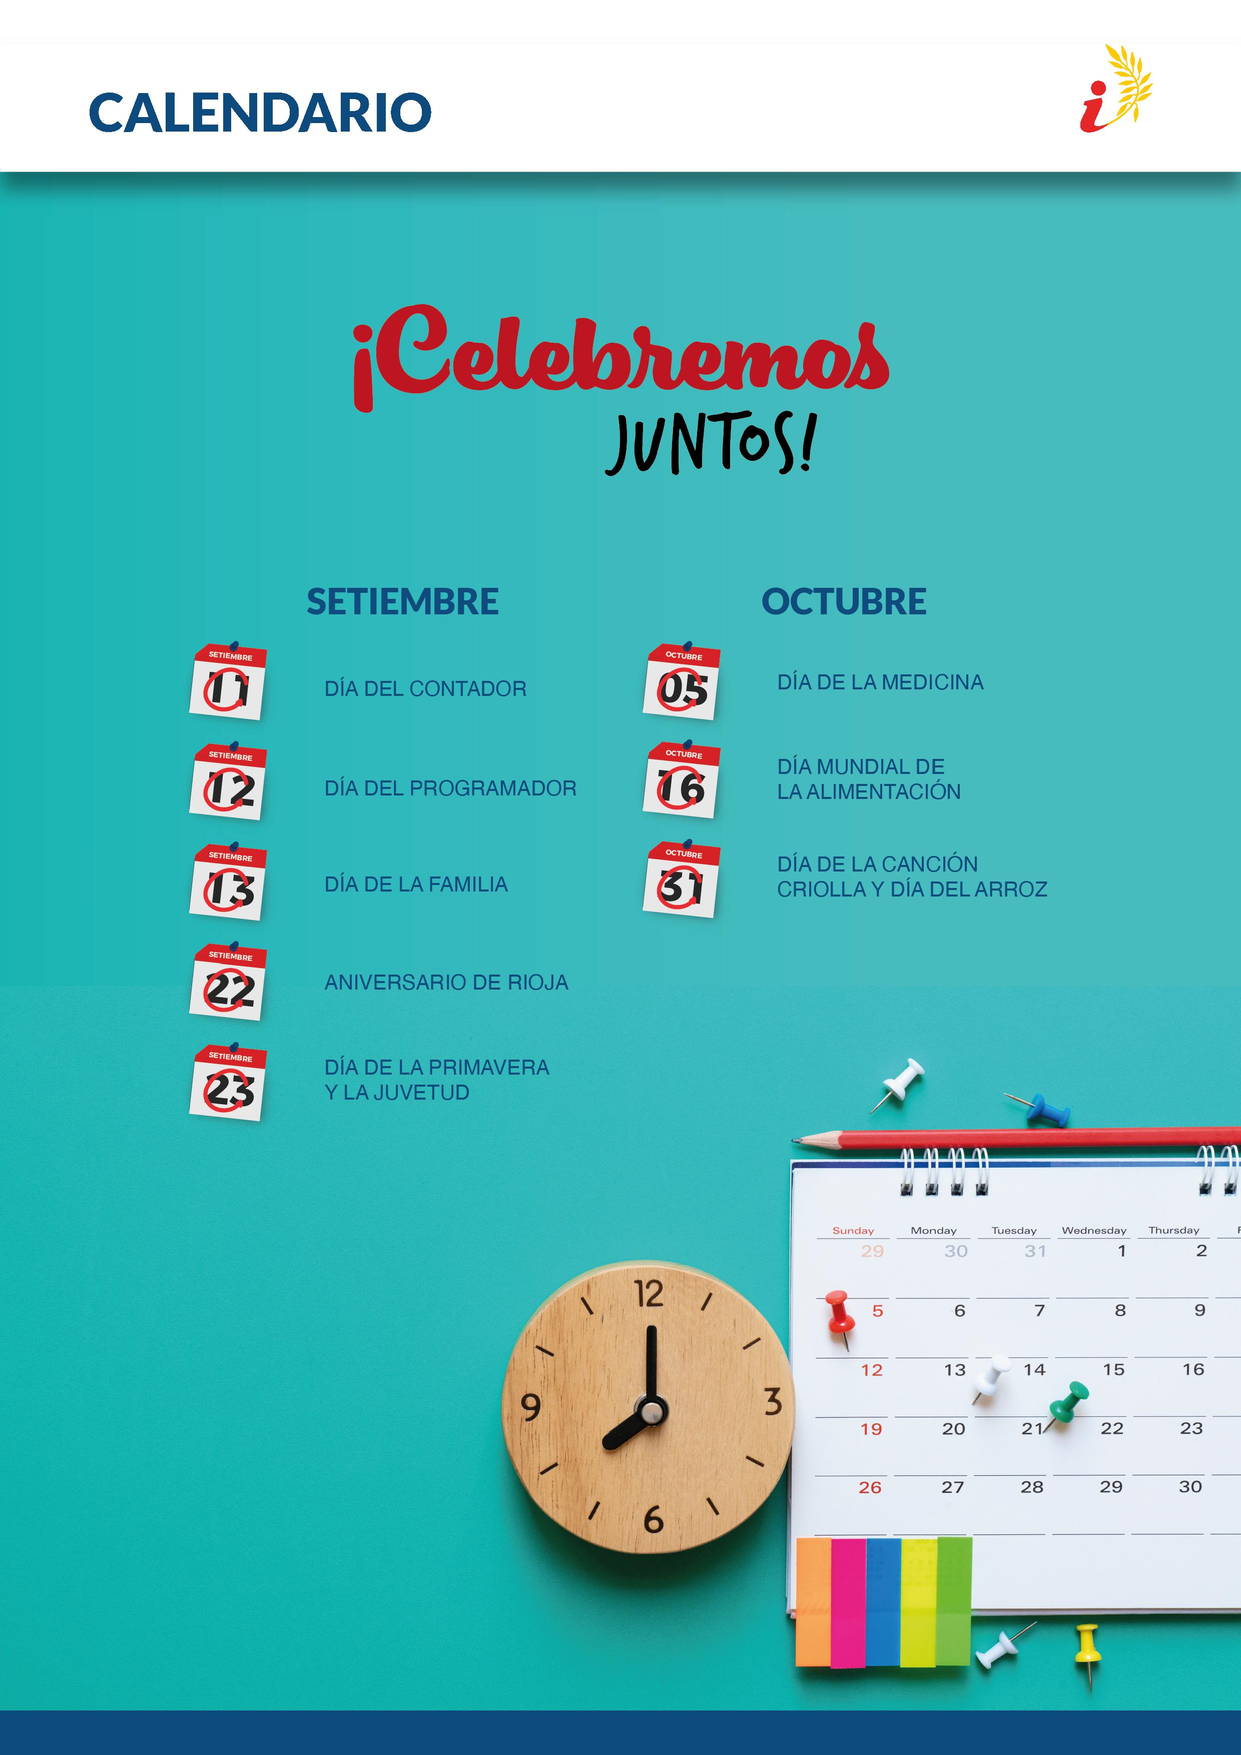 CALENDARIO
i
¡Celebremos
JUNTOS!
SETIEMBRE
SETIEMBRE
11
DÍA DEL CONTADOR
SETIEMBRE
12
DÍA DEL PROGRAMADOR
SETIEMBRE
13
DÍA DE LA FAMILIA
SETIEMBRE
22
ANIVERSARIO DE RIOJA
SETIEMBRE
23
DÍA DE LA PRIMAVERA
Y LA JUVETUD
OCTUBRE
OCTUBRE
05
DÍA DE LA MEDICINA
OCTUBRE
16
DÍA MUNDIAL DE
LA ALIMENTACIÓN
OCTUBRE
31
DÍA DE LA CANCIÓN
CRIOLLA Y DÍA DEL ARROZ
12
3
6
9
Sunday Monday Tuesday Wednesday Thursday F
29 30 31 1 2
5 6 7 8 9
12 13 14 15 16
19 20 21 22 23
26 27 28 29 30